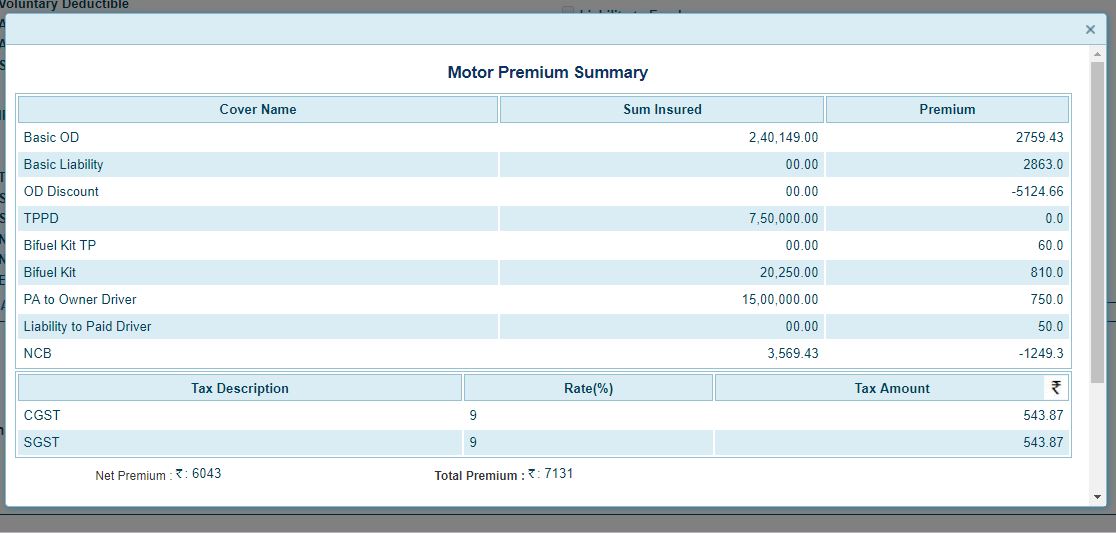 Voluntary Deductible
×
Motor Premium Summary
Cover Name Sum Insured Premium
Basic OD 2,40,149.00 2759.43
Basic Liability 00.00 2863.0
OD Discount 00.00 -5124.66
TPPD 7,50,000.00 0.0
Bifuel Kit TP 00.00 60.0
Bifuel Kit 20,250.00 810.0
PA to Owner Driver 15,00,000.00 750.0
Liability to Paid Driver 00.00 50.0
NCB 3,569.43 -1249.3
Tax Description Rate(%) Tax Amount ₹
CGST 9 543.87
SGST 9 543.87
Net Premium : ₹ : 6043 Total Premium : ₹ : 7131